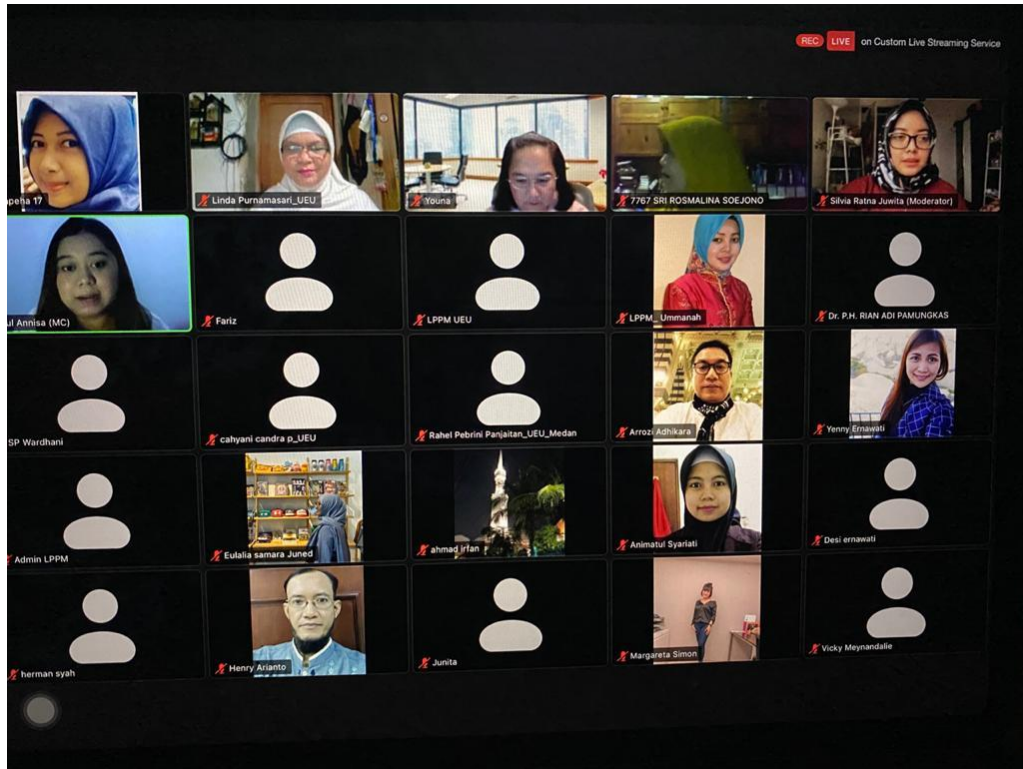 REC LIVE on Custom Live Streaming Service
apena 17
Linda Purnamasari_UEU
Youna
7767 SRI ROSMALINA SOEJONO
Silvia Ratna Juwita (Moderator)
ul Annisa (MC)
Fariz
LPPM UEU
LPPM_ Ummanah
Dr. P.H. RIAN ADI PAMUNGKAS
SP Wardhani
cahyani candra p_UEU
Rahel Pebrini Panjaitan_UEU_Medan
Arrozi Adhikara
Yenny Ernawati
Admin LPPM
Eulalia samara Juned
ahmad irfan
Animatul Syariati
Desi ernawati
herman syah
Henry Arianto
Junita
Margareta Simon
Vicky Meynandalie